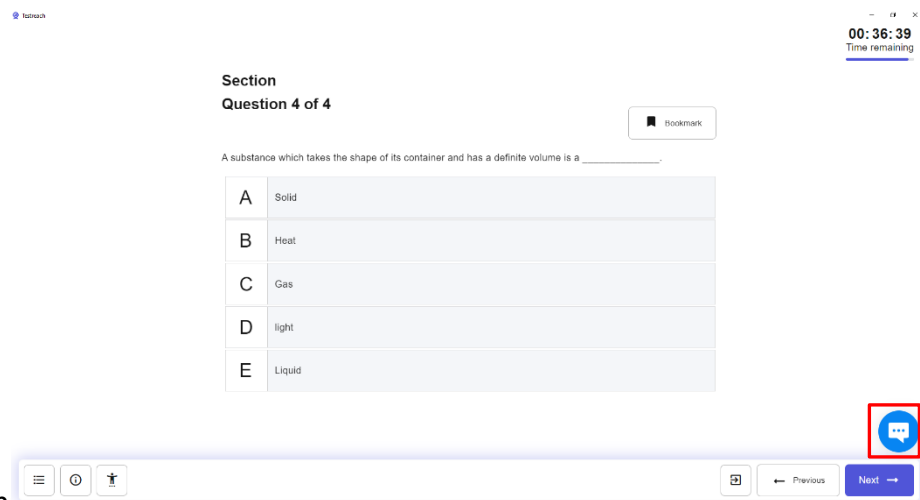 Testreach
00:36:39
Time remaining
Section
Question 4 of 4
Bookmark
A substance which takes the shape of its container and has a definite volume is a ______________.
A Solid
B Heat
C Gas
D light
E Liquid
Previous
Next